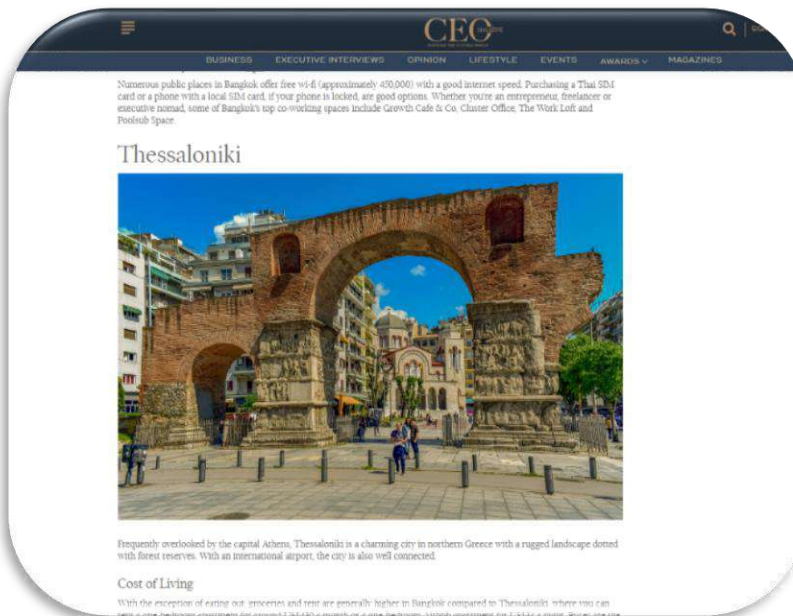 CEO
MAGAZINE
BUSINESS EXECUTIVE INTERVIEWS OPINION LIFESTYLE EVENTS AWARDS MAGAZINES
Numerous public places in Bangkok offer free wi-fi (approximately 450,000) with a good internet speed. Purchasing a Thai SIM
card or a phone with a local SIM card, if your phone is locked, are good options. Whether you're an entrepreneur, freelancer or
executive nomad, some of Bangkok's top co-working spaces include Growth Cafe & Co, Cluster Office, The Work Loft and
Poolsub Space.
Thessaloniki
Frequently overlooked by the capital Athens, Thessaloniki is a charming city in northern Greece with a rugged landscape dotted
with forest reserves. With an international airport, the city is also well connected.
Cost of Living
With the exception of eating out, groceries and rent are generally higher in Bangkok compared to Thessaloniki, where you can